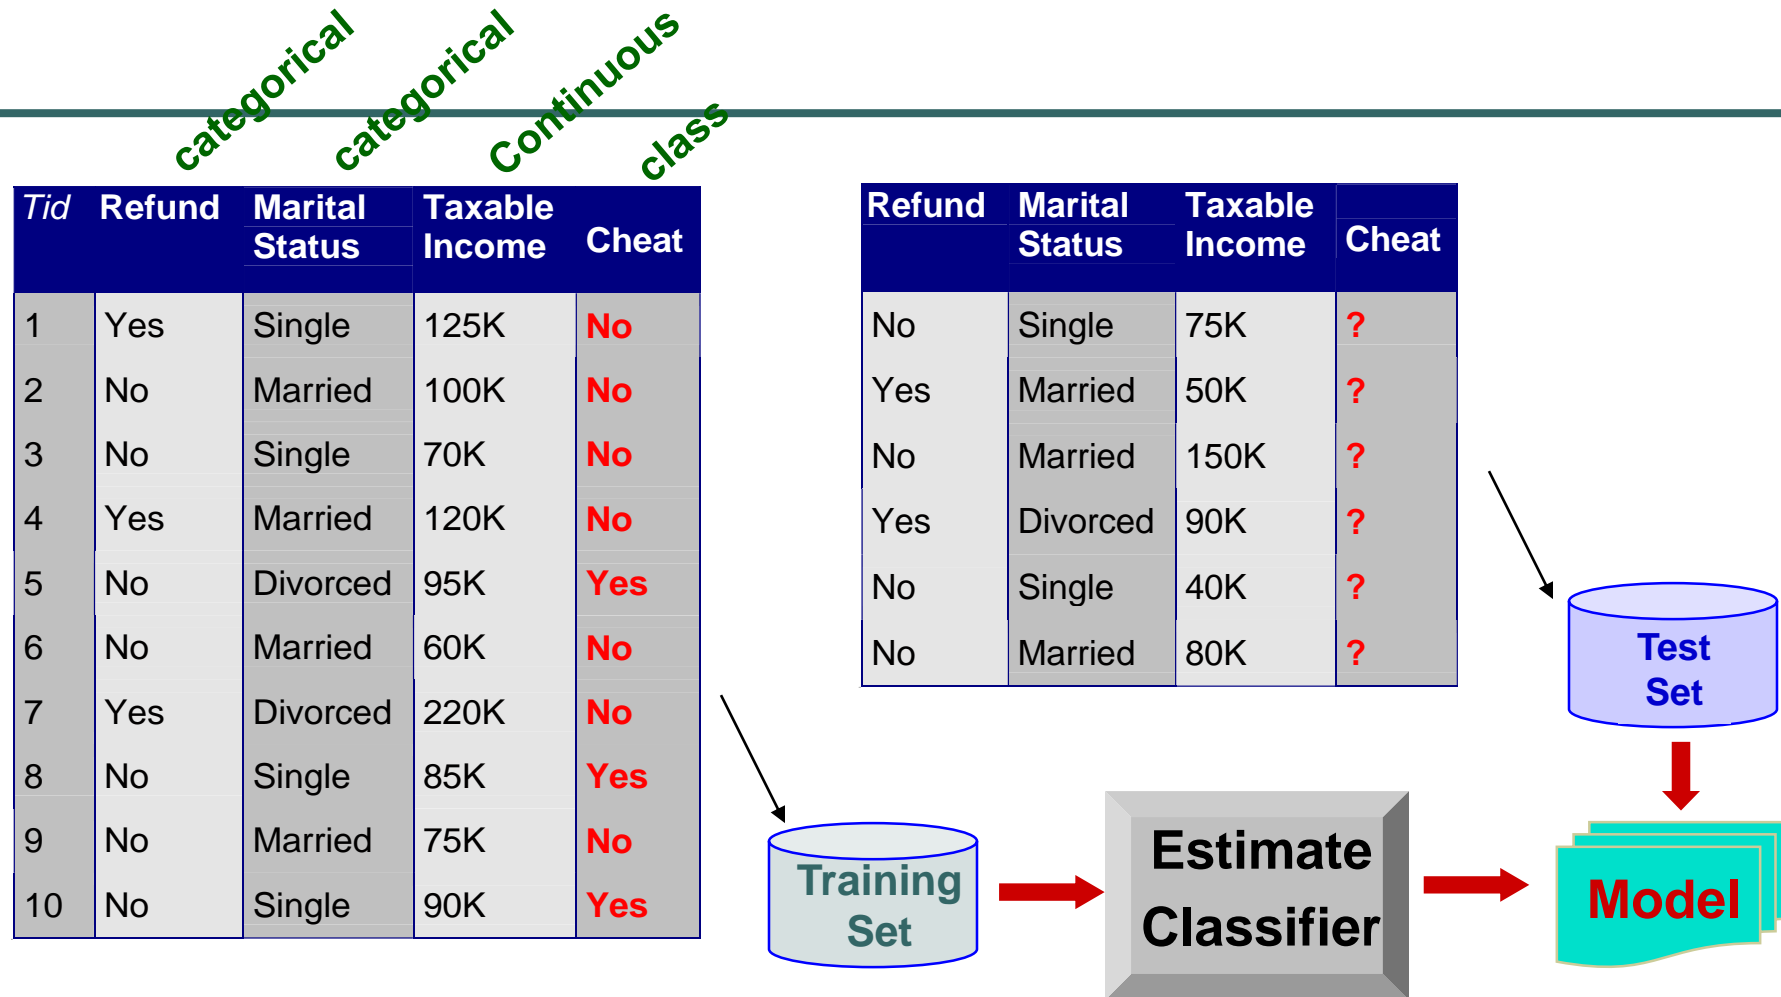 categorical categorical Continuous class
Tid Refund Marital Status Taxable Income Cheat
1 Yes Single 125K No
2 No Married 100K No
3 No Single 70K No
4 Yes Married 120K No
5 No Divorced 95K Yes
6 No Married 60K No
7 Yes Divorced 220K No
8 No Single 85K Yes
9 No Married 75K No
10 No Single 90K Yes
Refund Marital Status Taxable Income Cheat
No Single 75K ?
Yes Married 50K ?
No Married 150K ?
Yes Divorced 90K ?
No Single 40K ?
No Married 80K ?
Test
Set
Training
Set
Estimate
Classifier
Model